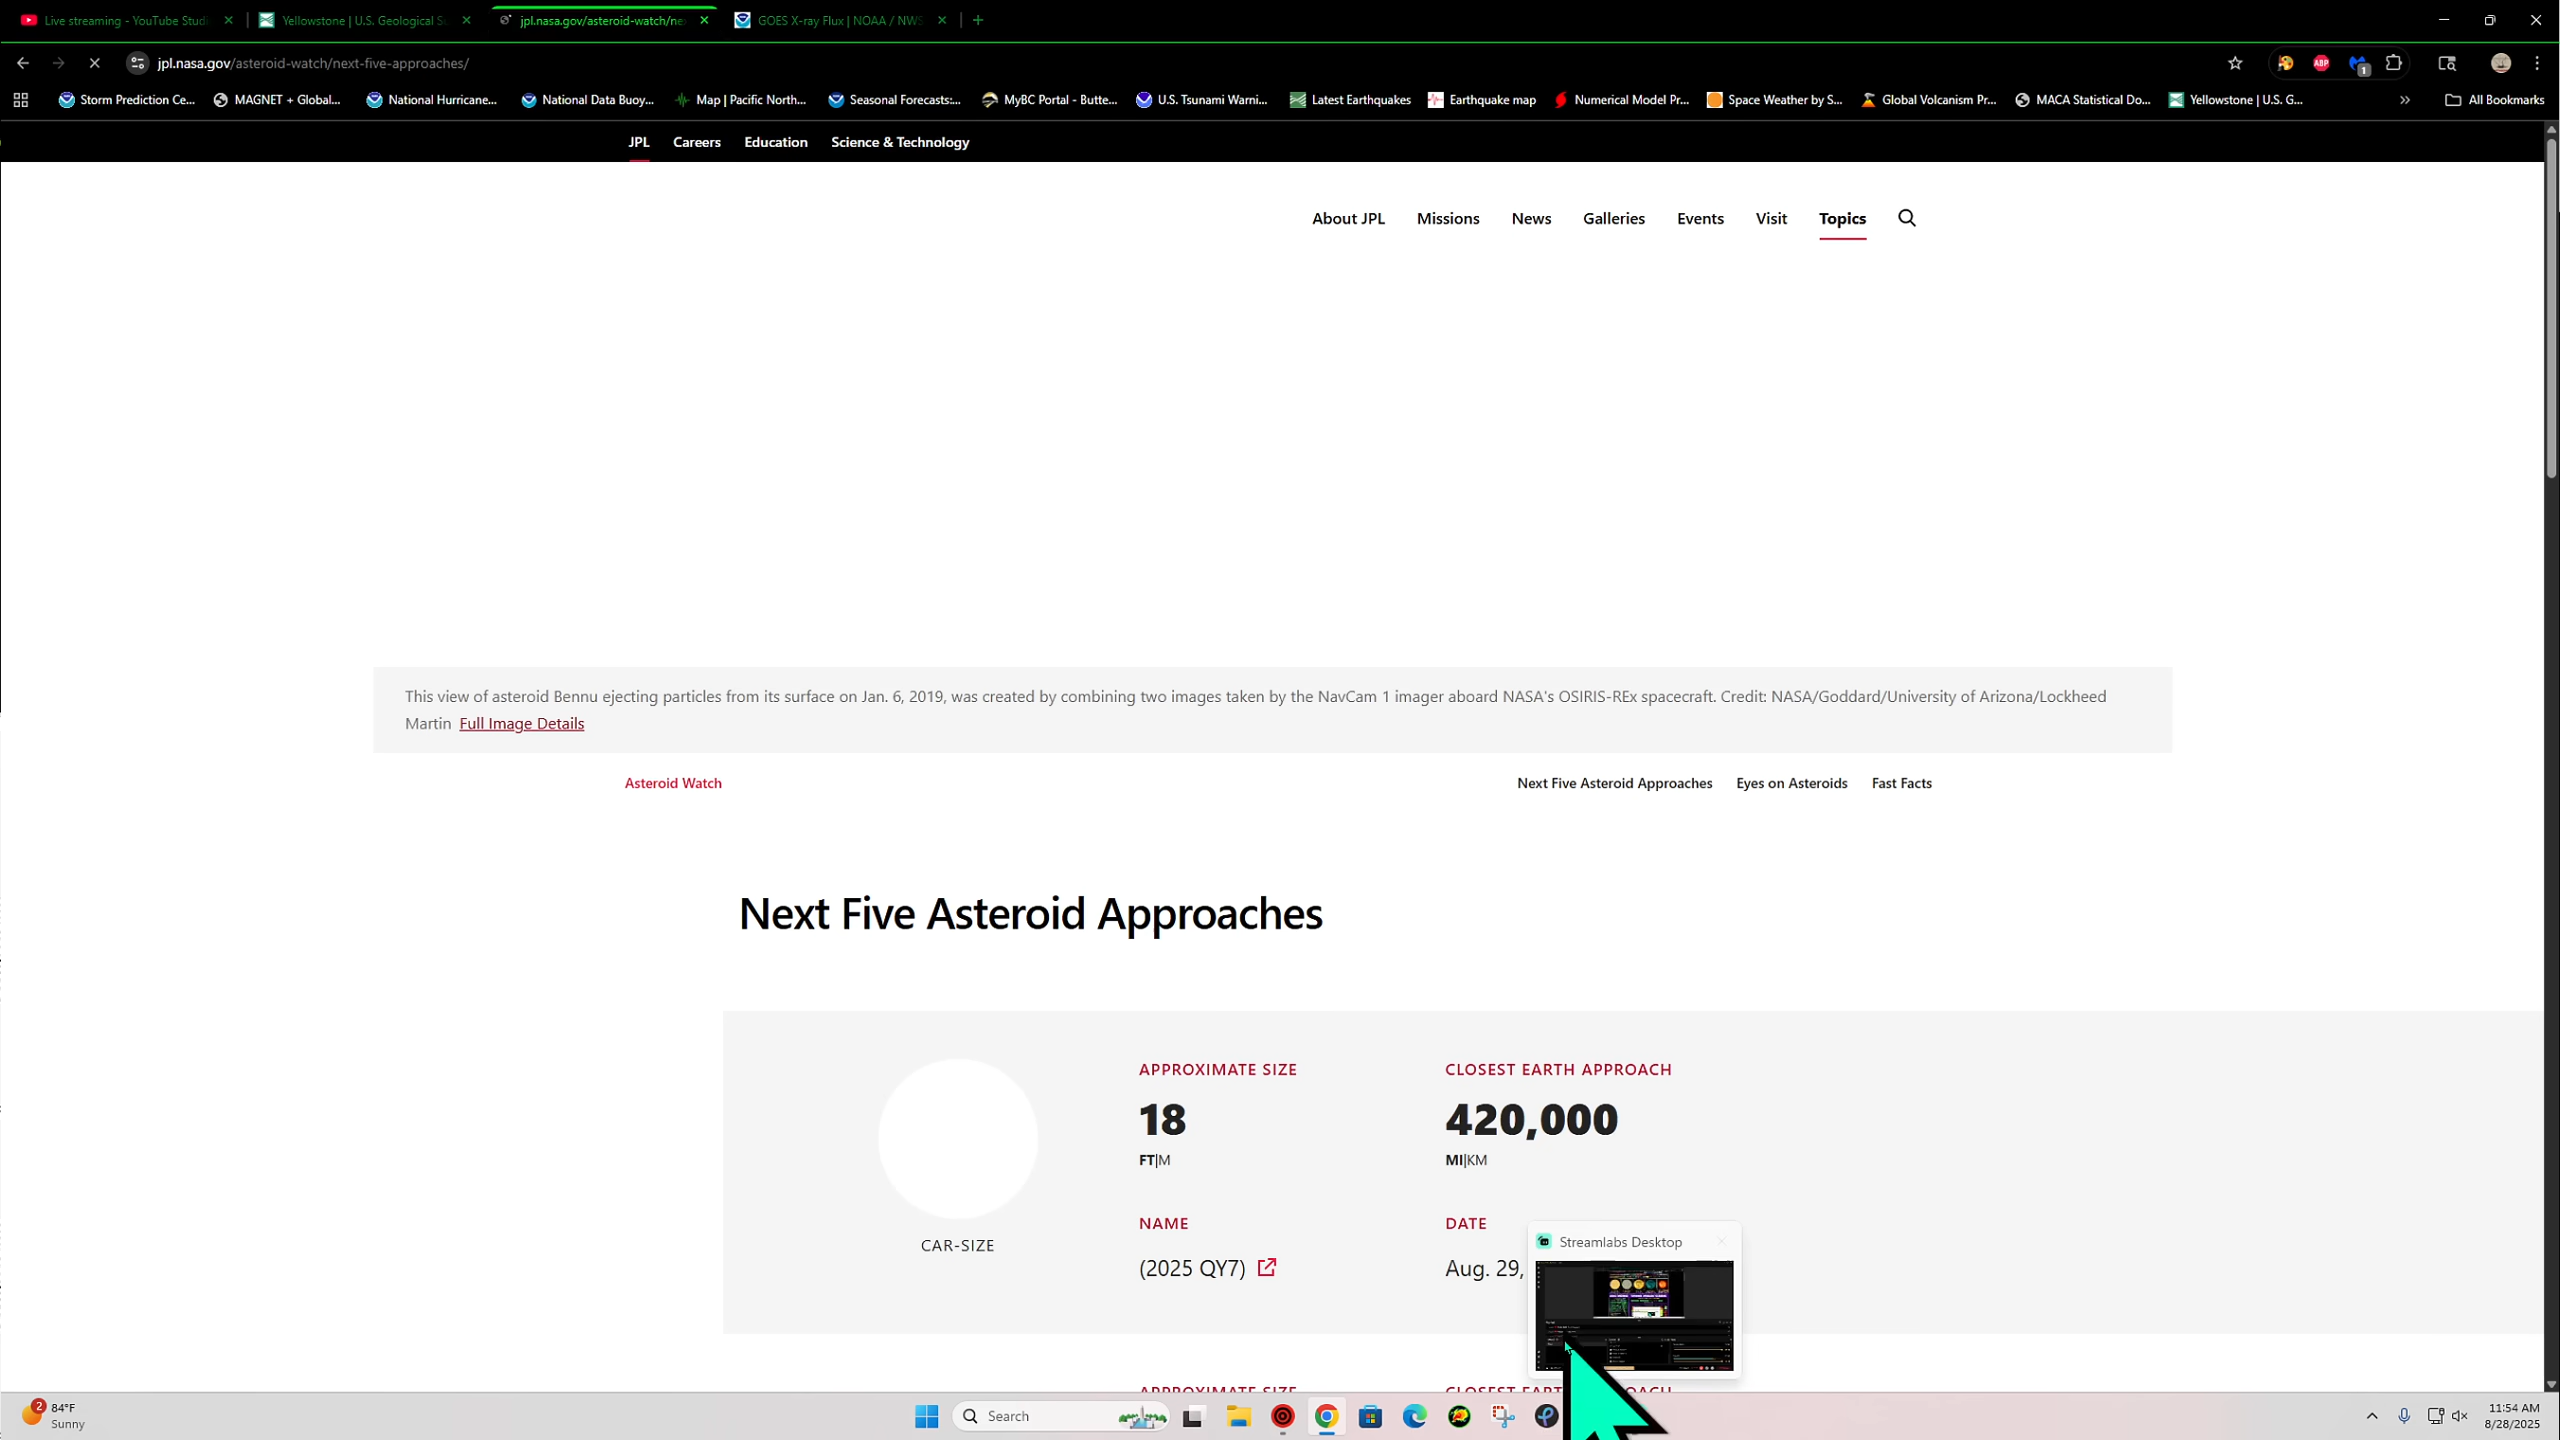 Live streaming - YouTube Studi
Yellowstone | U.S. Geological S
jpl.nasa.gov/asteroid-watch/ne
GOES X-ray Flux | NOAA / NWS
jpl.nasa.gov/asteroid-watch/next-five-approaches/
ABP
1
Storm Prediction Ce...
MAGNET + Global...
National Hurricane...
National Data Buoy...
Map | Pacific North...
Seasonal Forecasts:...
MyBC Portal - Butte...
U.S. Tsunami Warni...
Latest Earthquakes
Earthquake map
Numerical Model Pr...
Space Weather by S...
Global Volcanism Pr...
MACA Statistical Do...
Yellowstone | U.S. G...
All Bookmarks
JPL
Careers
Education
Science & Technology
About JPL
Missions
News
Galleries
Events
Visit
Topics
This view of asteroid Bennu ejecting particles from its surface on Jan. 6, 2019, was created by combining two images taken by the NavCam 1 imager aboard NASA's OSIRIS-REx spacecraft. Credit: NASA/Goddard/University of Arizona/Lockheed
Martin Full Image Details
Asteroid Watch
Next Five Asteroid Approaches
Eyes on Asteroids
Fast Facts
Next Five Asteroid Approaches
APPROXIMATE SIZE
CLOSEST EARTH APPROACH
18
420,000
FT|M
MI|KM
NAME
DATE
CAR-SIZE
(2025 QY7)
Aug. 29,
Streamlabs Desktop
APPROXIMATE SIZE
2
84°F
Sunny
Search
11:54 AM
8/28/2025